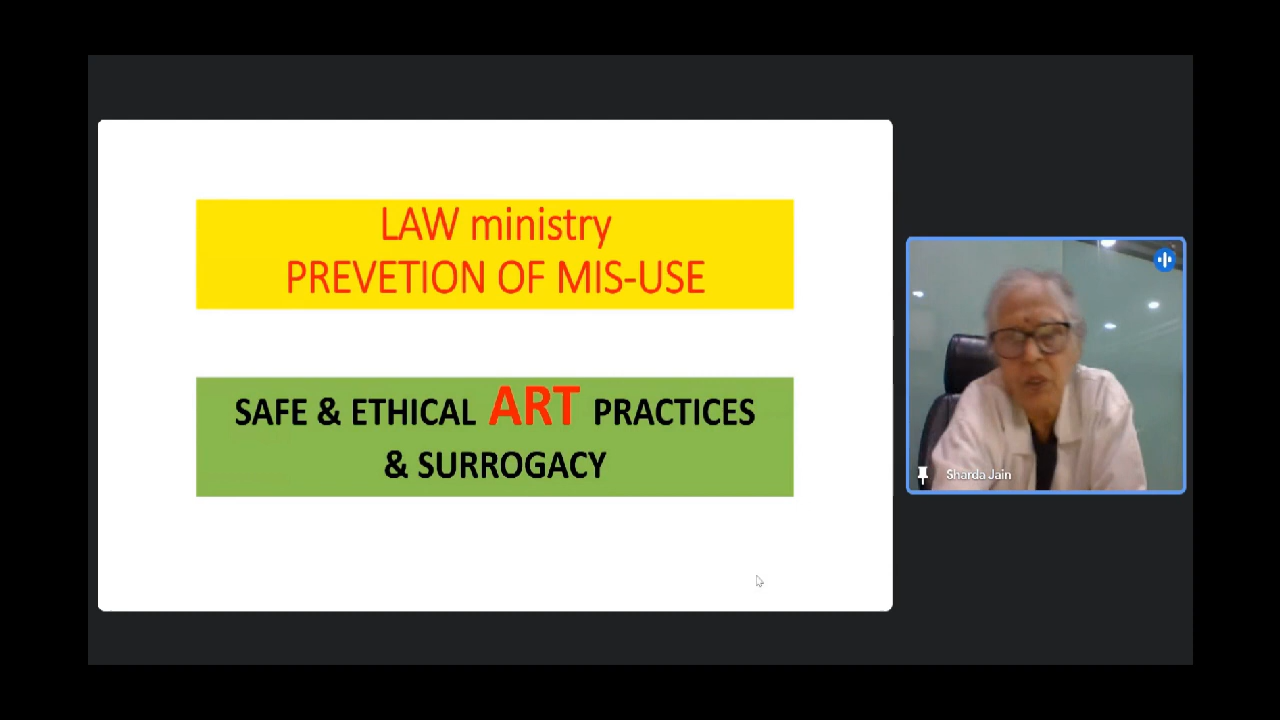 LAW ministry
PREVETION OF MIS-USE
SAFE & ETHICAL ART PRACTICES
& SURROGACY
Sharda Jain